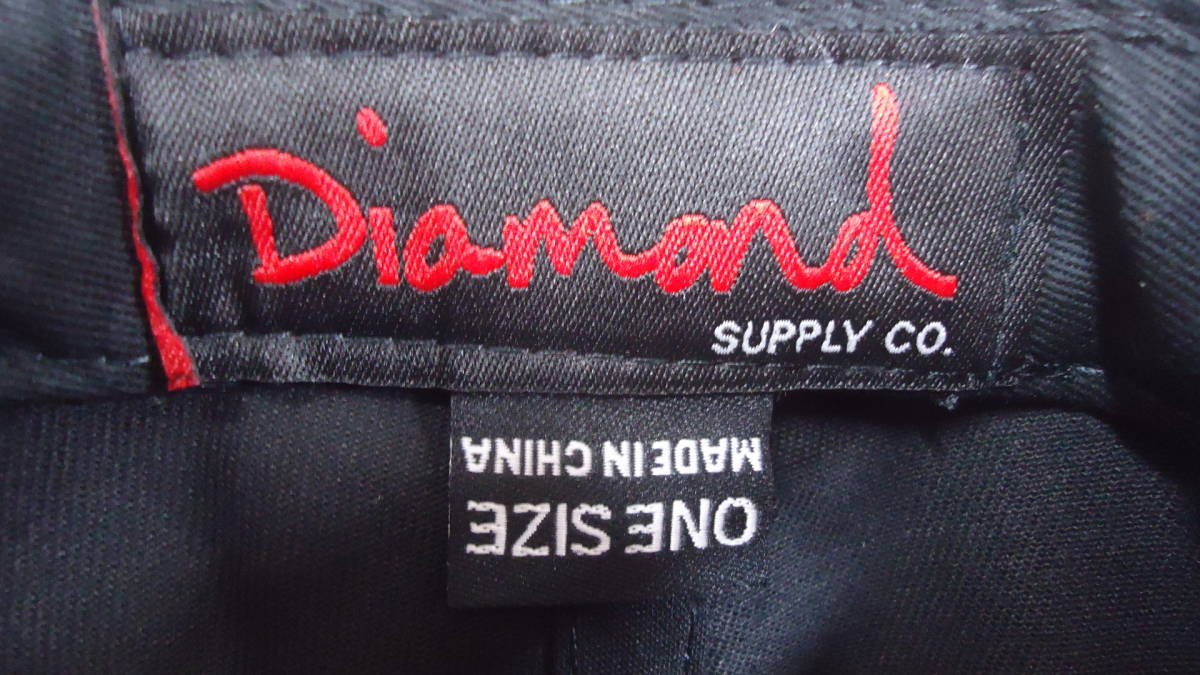 Diamond
SUPPLY CO.
ONE SIZE
MADE IN CHINA